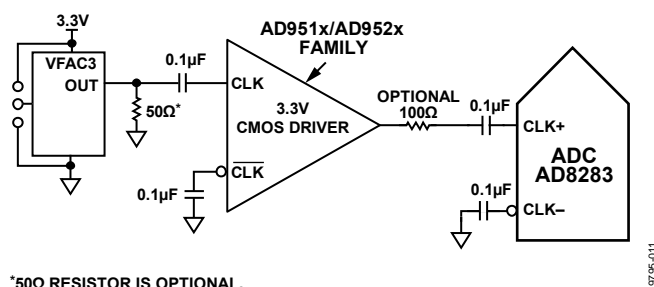 3.3V
VFAC3
OUT
50Ω*
0.1µF
CLK
AD951x/AD952x
FAMILY
3.3V
CMOS DRIVER
CLK
0.1µF
OPTIONAL
100Ω
0.1µF
CLK+
ADC
AD8283
0.1µF
CLK–
*50Ω RESISTOR IS OPTIONAL.